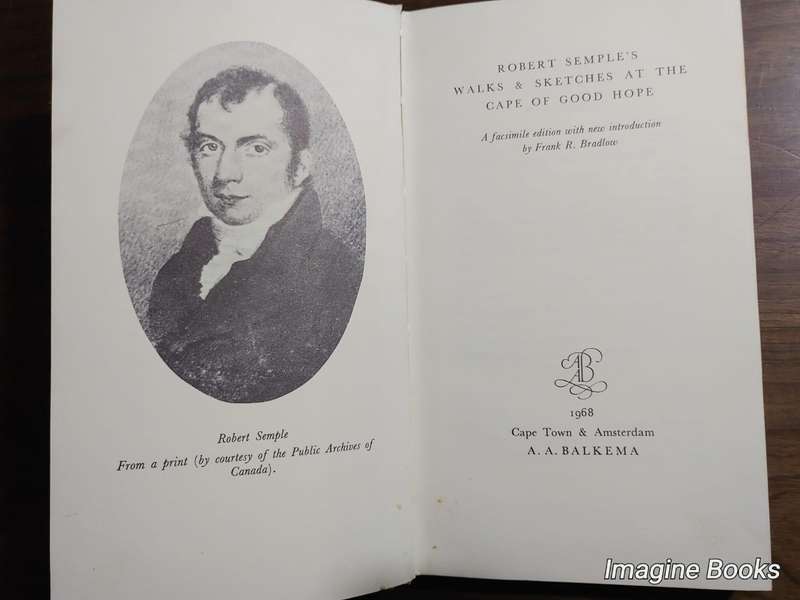 Robert Semple
From a print (by courtesy of the Public Archives of
Canada).
ROBERT SEMPLE'S
WALKS & SKETCHES AT THE
CAPE OF GOOD HOPE
A facsimile edition with new introduction
by Frank R. Bradlow
AAB
1968
Cape Town & Amsterdam
A. A. BALKEMA
Imagine Books